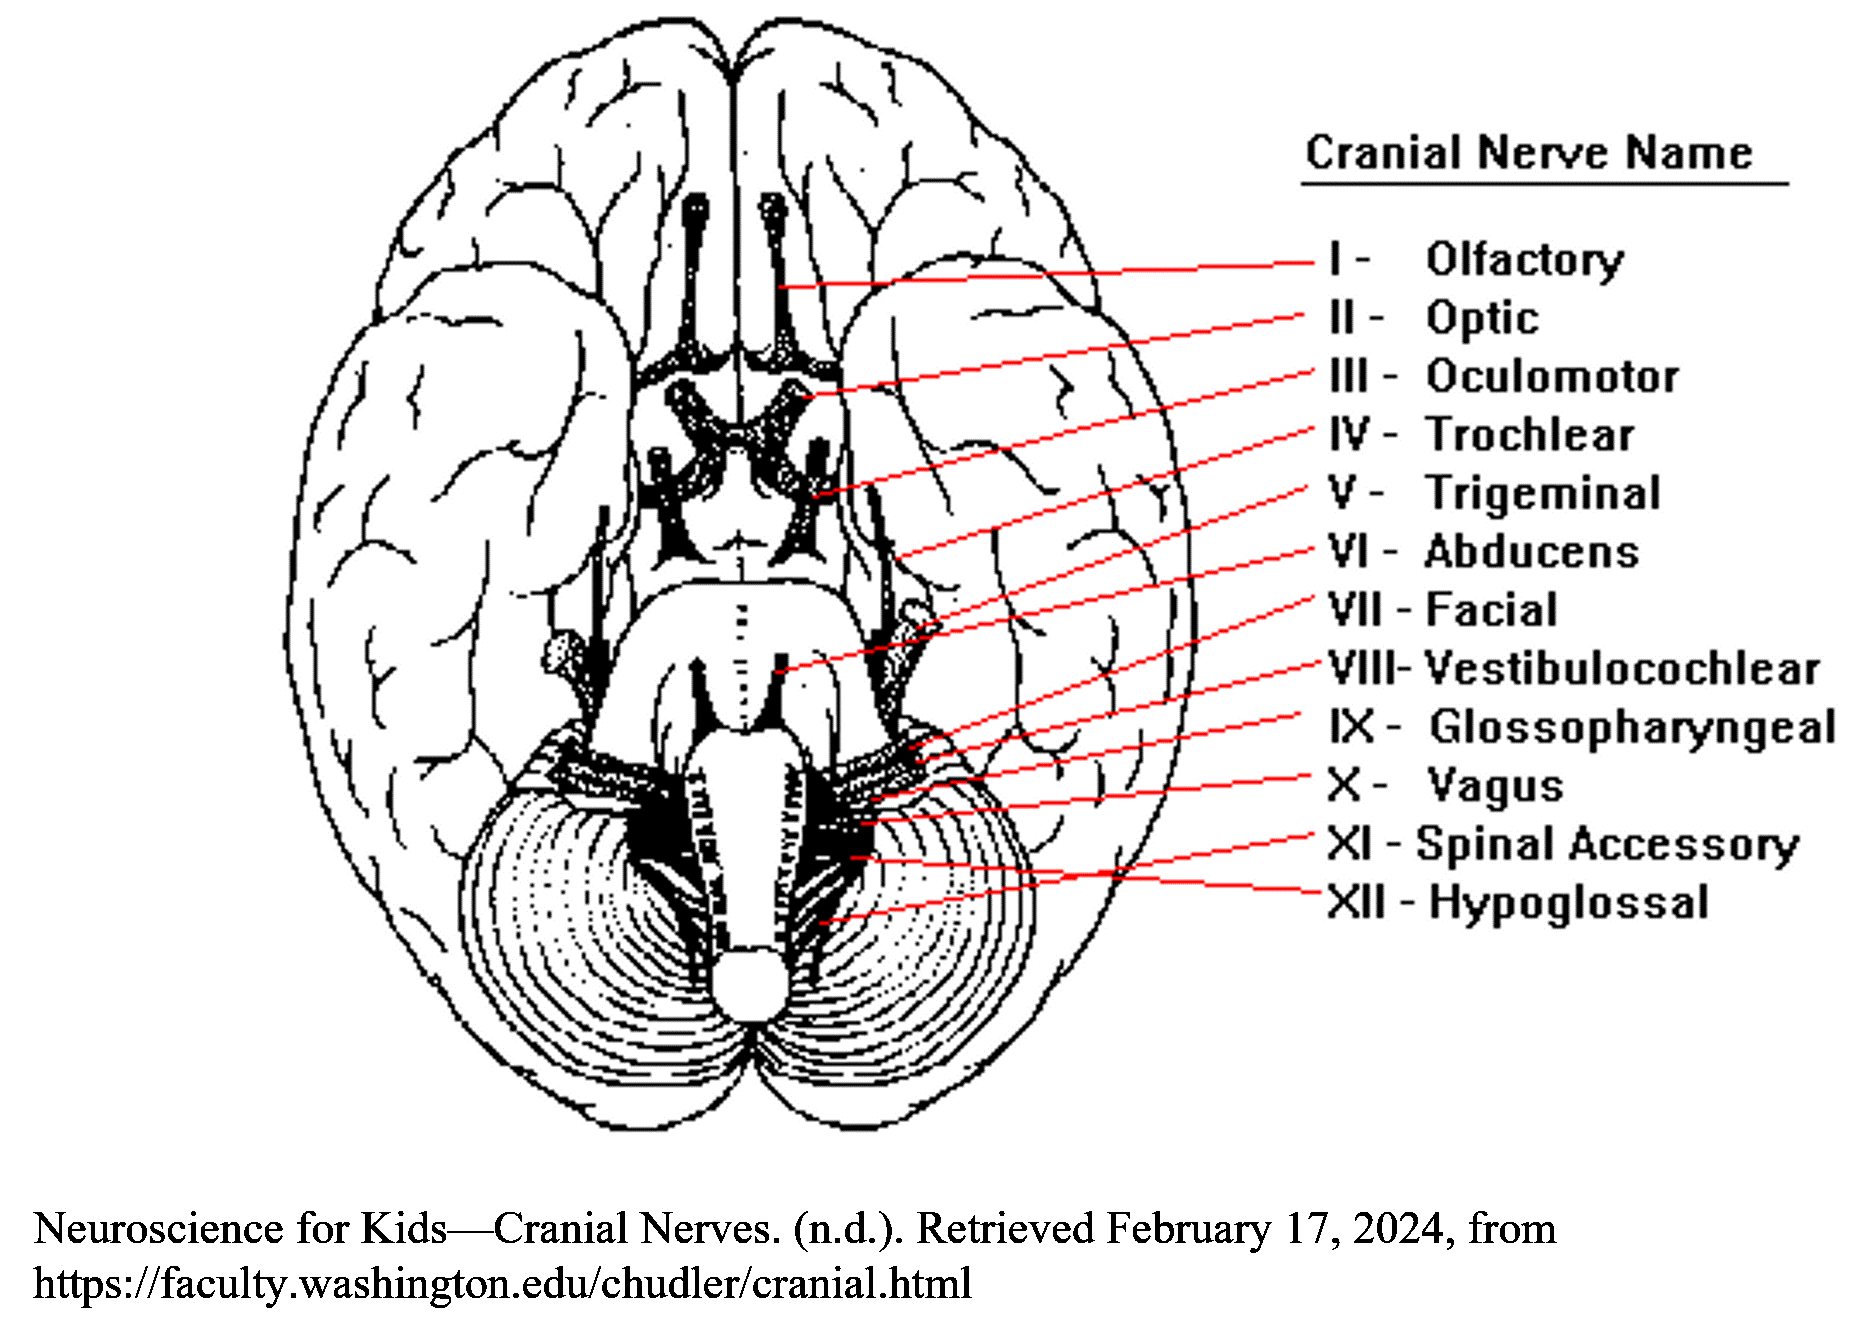 Cranial Nerve Name
I - Olfactory
II - Optic
III - Oculomotor
IV - Trochlear
V - Trigeminal
VI - Abducens
VII - Facial
VIII- Vestibulocochlear
IX - Glossopharyngeal
X - Vagus
XI - Spinal Accessory
XII - Hypoglossal
Neuroscience for Kids—Cranial Nerves. (n.d.). Retrieved February 17, 2024, from
https://faculty.washington.edu/chudler/cranial.html